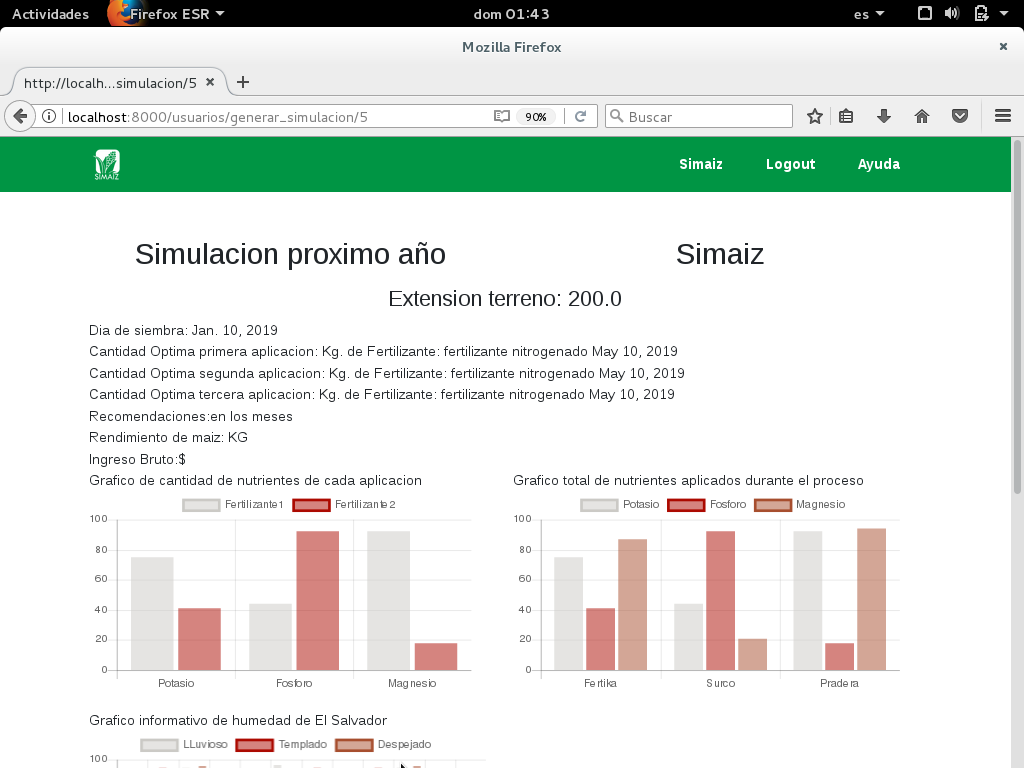 Actividades Firefox ESR dom 01:43 es
Mozilla Firefox
http://localh...simulacion/5
localhost:8000/usuarios/generar_simulacion/5 90% Buscar
SIMAIZ Simaiz Logout Ayuda
Simulacion proximo año Simaiz
Extension terreno: 200.0
Dia de siembra: Jan. 10, 2019
Cantidad Optima primera aplicacion: Kg. de Fertilizante: fertilizante nitrogenado May 10, 2019
Cantidad Optima segunda aplicacion: Kg. de Fertilizante: fertilizante nitrogenado May 10, 2019
Cantidad Optima tercera aplicacion: Kg. de Fertilizante: fertilizante nitrogenado May 10, 2019
Recomendaciones:en los meses
Rendimiento de maiz: KG
Ingreso Bruto:$
Grafico de cantidad de nutrientes de cada aplicacion
Fertilizante1 Fertilizante2
100
80
60
40
20
0
Potasio Fosforo Magnesio
Grafico total de nutrientes aplicados durante el proceso
Potasio Fosforo Magnesio
100
80
60
40
20
0
Fertika Surco Pradera
Grafico informativo de humedad de El Salvador
LLuvioso Templado Despejado
100